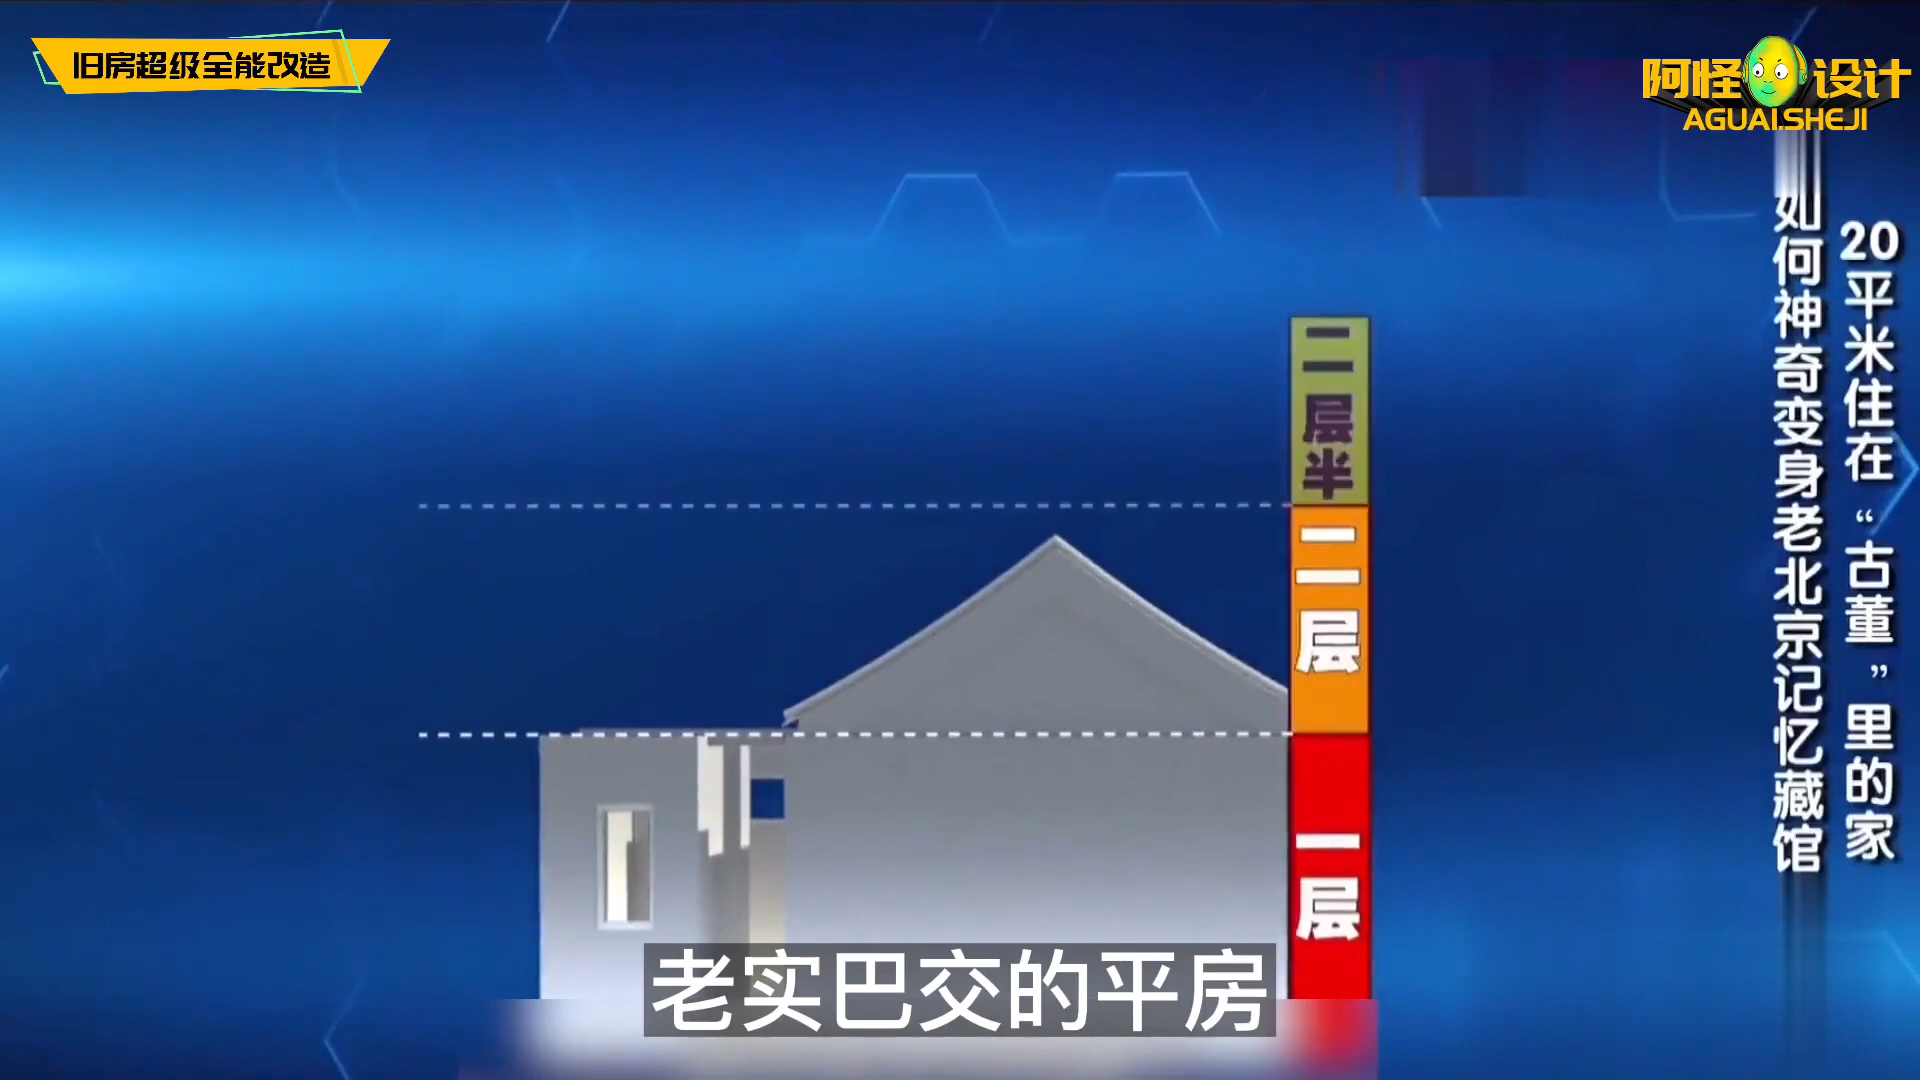 旧房超级全能改造
阿怪设计
AGUAI.SHEJI
20平米住在“古董”里的家
如何神奇变身老北京记忆藏馆
二层半
二层
一层
老实巴交的平房